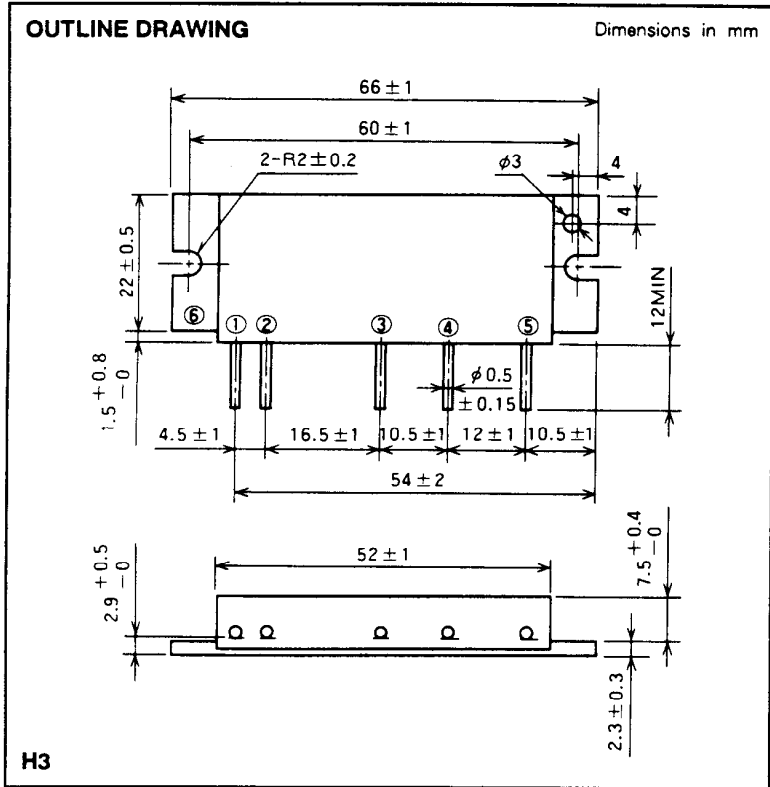 OUTLINE DRAWING
Dimensions in mm
66±1
60±1
2-R2±0.2
φ3
4
4
22±0.5
12MIN
⑥
① ② ③ ④ ⑤
1.5 +0.8 −0
φ0.5
±0.15
4.5±1
16.5±1
10.5±1
12±1
10.5±1
54±2
52±1
2.9 +0.5 −0
7.5 +0.4 −0
2.3±0.3
H3